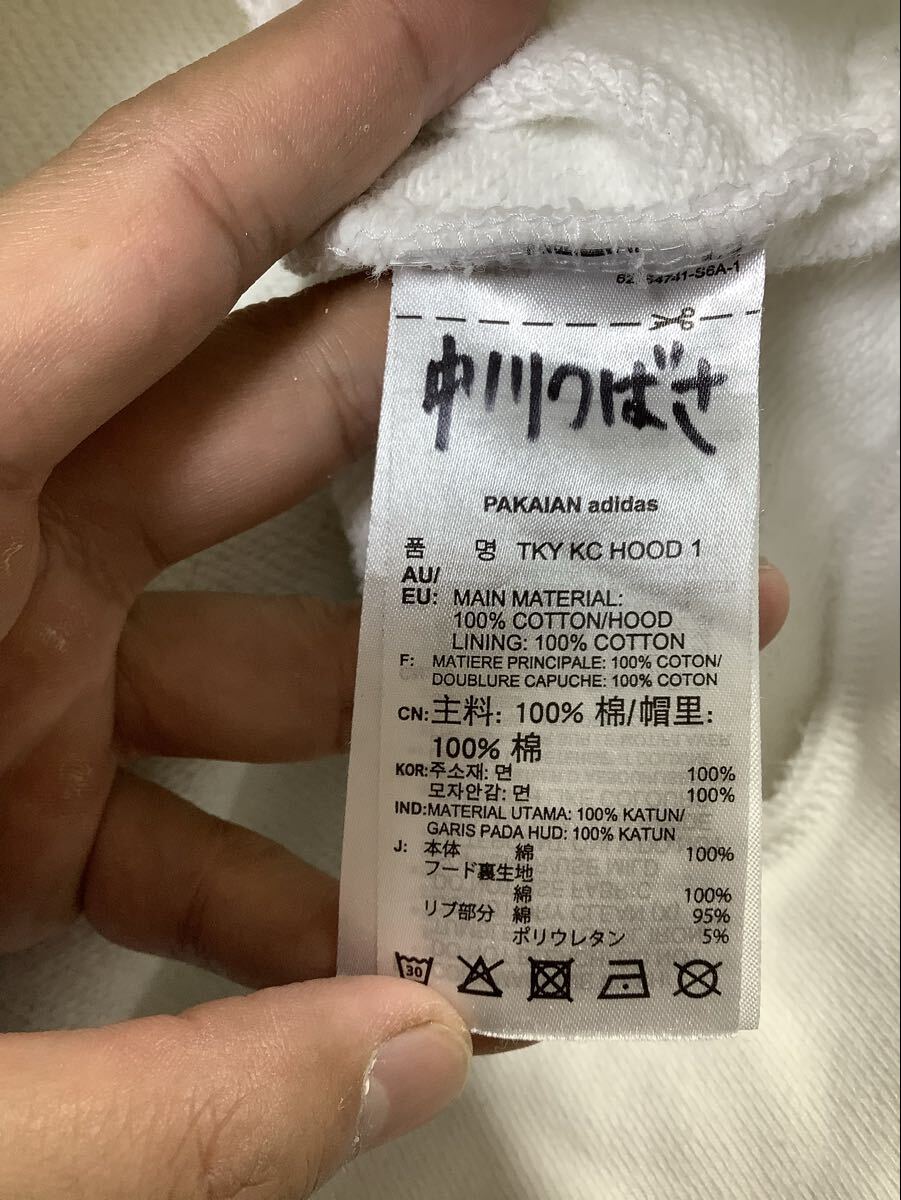 64741-S6A-1
中川つばさ
PAKAIAN adidas
품 명 TKY KC HOOD 1
AU/
EU: MAIN MATERIAL:
100% COTTON/HOOD
LINING: 100% COTTON
F: MATIERE PRINCIPALE: 100% COTON/
DOUBLURE CAPUCHE: 100% COTON
CN: 主料: 100% 棉/帽里:
100% 棉
KOR: 주소재: 면 100%
모자안감: 면 100%
IND: MATERIAL UTAMA: 100% KATUN/
GARIS PADA HUD: 100% KATUN
J: 本体 綿 100%
フード裏生地
綿 100%
リブ部分 綿 95%
ポリウレタン 5%
30